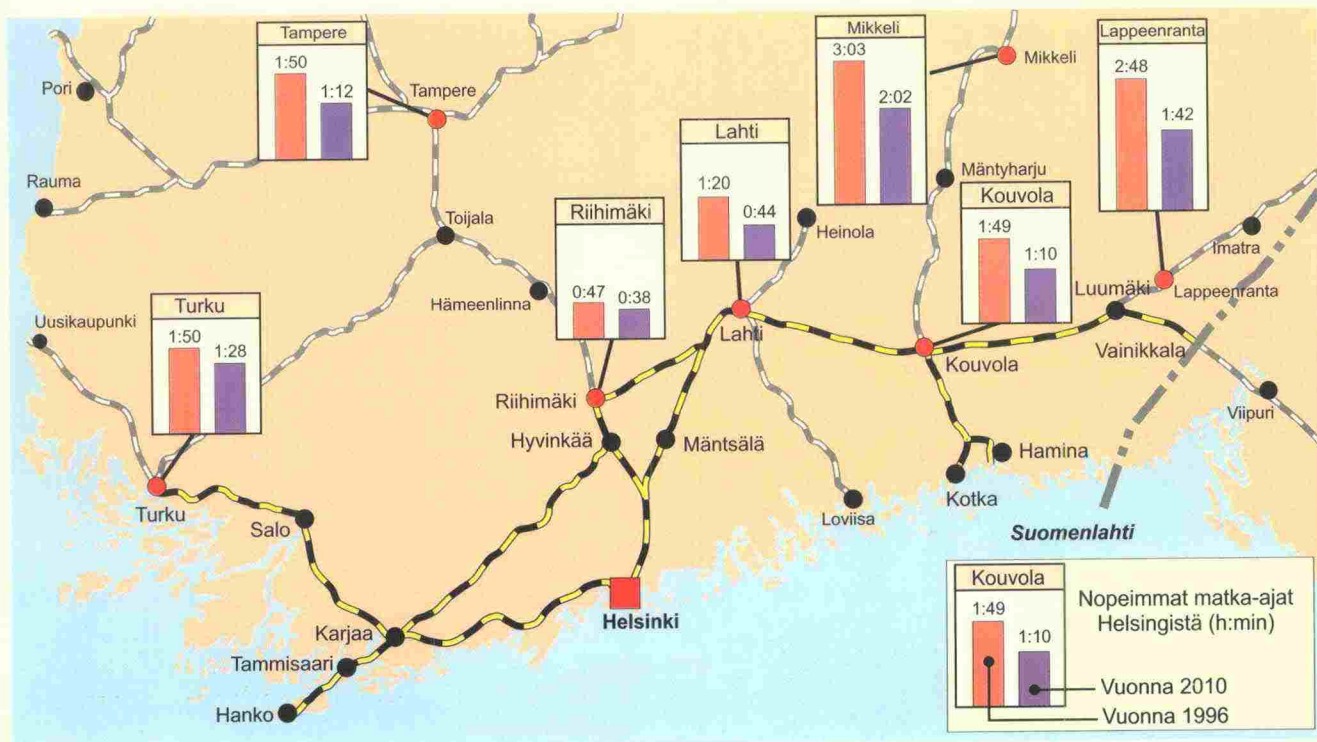 Tampere
1:50
1:12
Pori
Tampere
Rauma
Toijala
Hämeenlinna
Uusikaupunki
Turku
1:50
1:28
Turku
Salo
Riihimäki
0:47
0:38
Riihimäki
Hyvinkää
Mäntsälä
Lahti
1:20
0:44
Lahti
Heinola
Loviisa
Mikkeli
3:03
2:02
Mikkeli
Mäntyharju
Kouvola
1:49
1:10
Kouvola
Lappeenranta
2:48
1:42
Imatra
Lappeenranta
Luumäki
Vainikkala
Viipuri
Hamina
Kotka
Suomenlahti
Helsinki
Karjaa
Tammisaari
Hanko
Kouvola
1:49
1:10
Nopeimmat matka-ajat
Helsingistä (h:min)
Vuonna 2010
Vuonna 1996